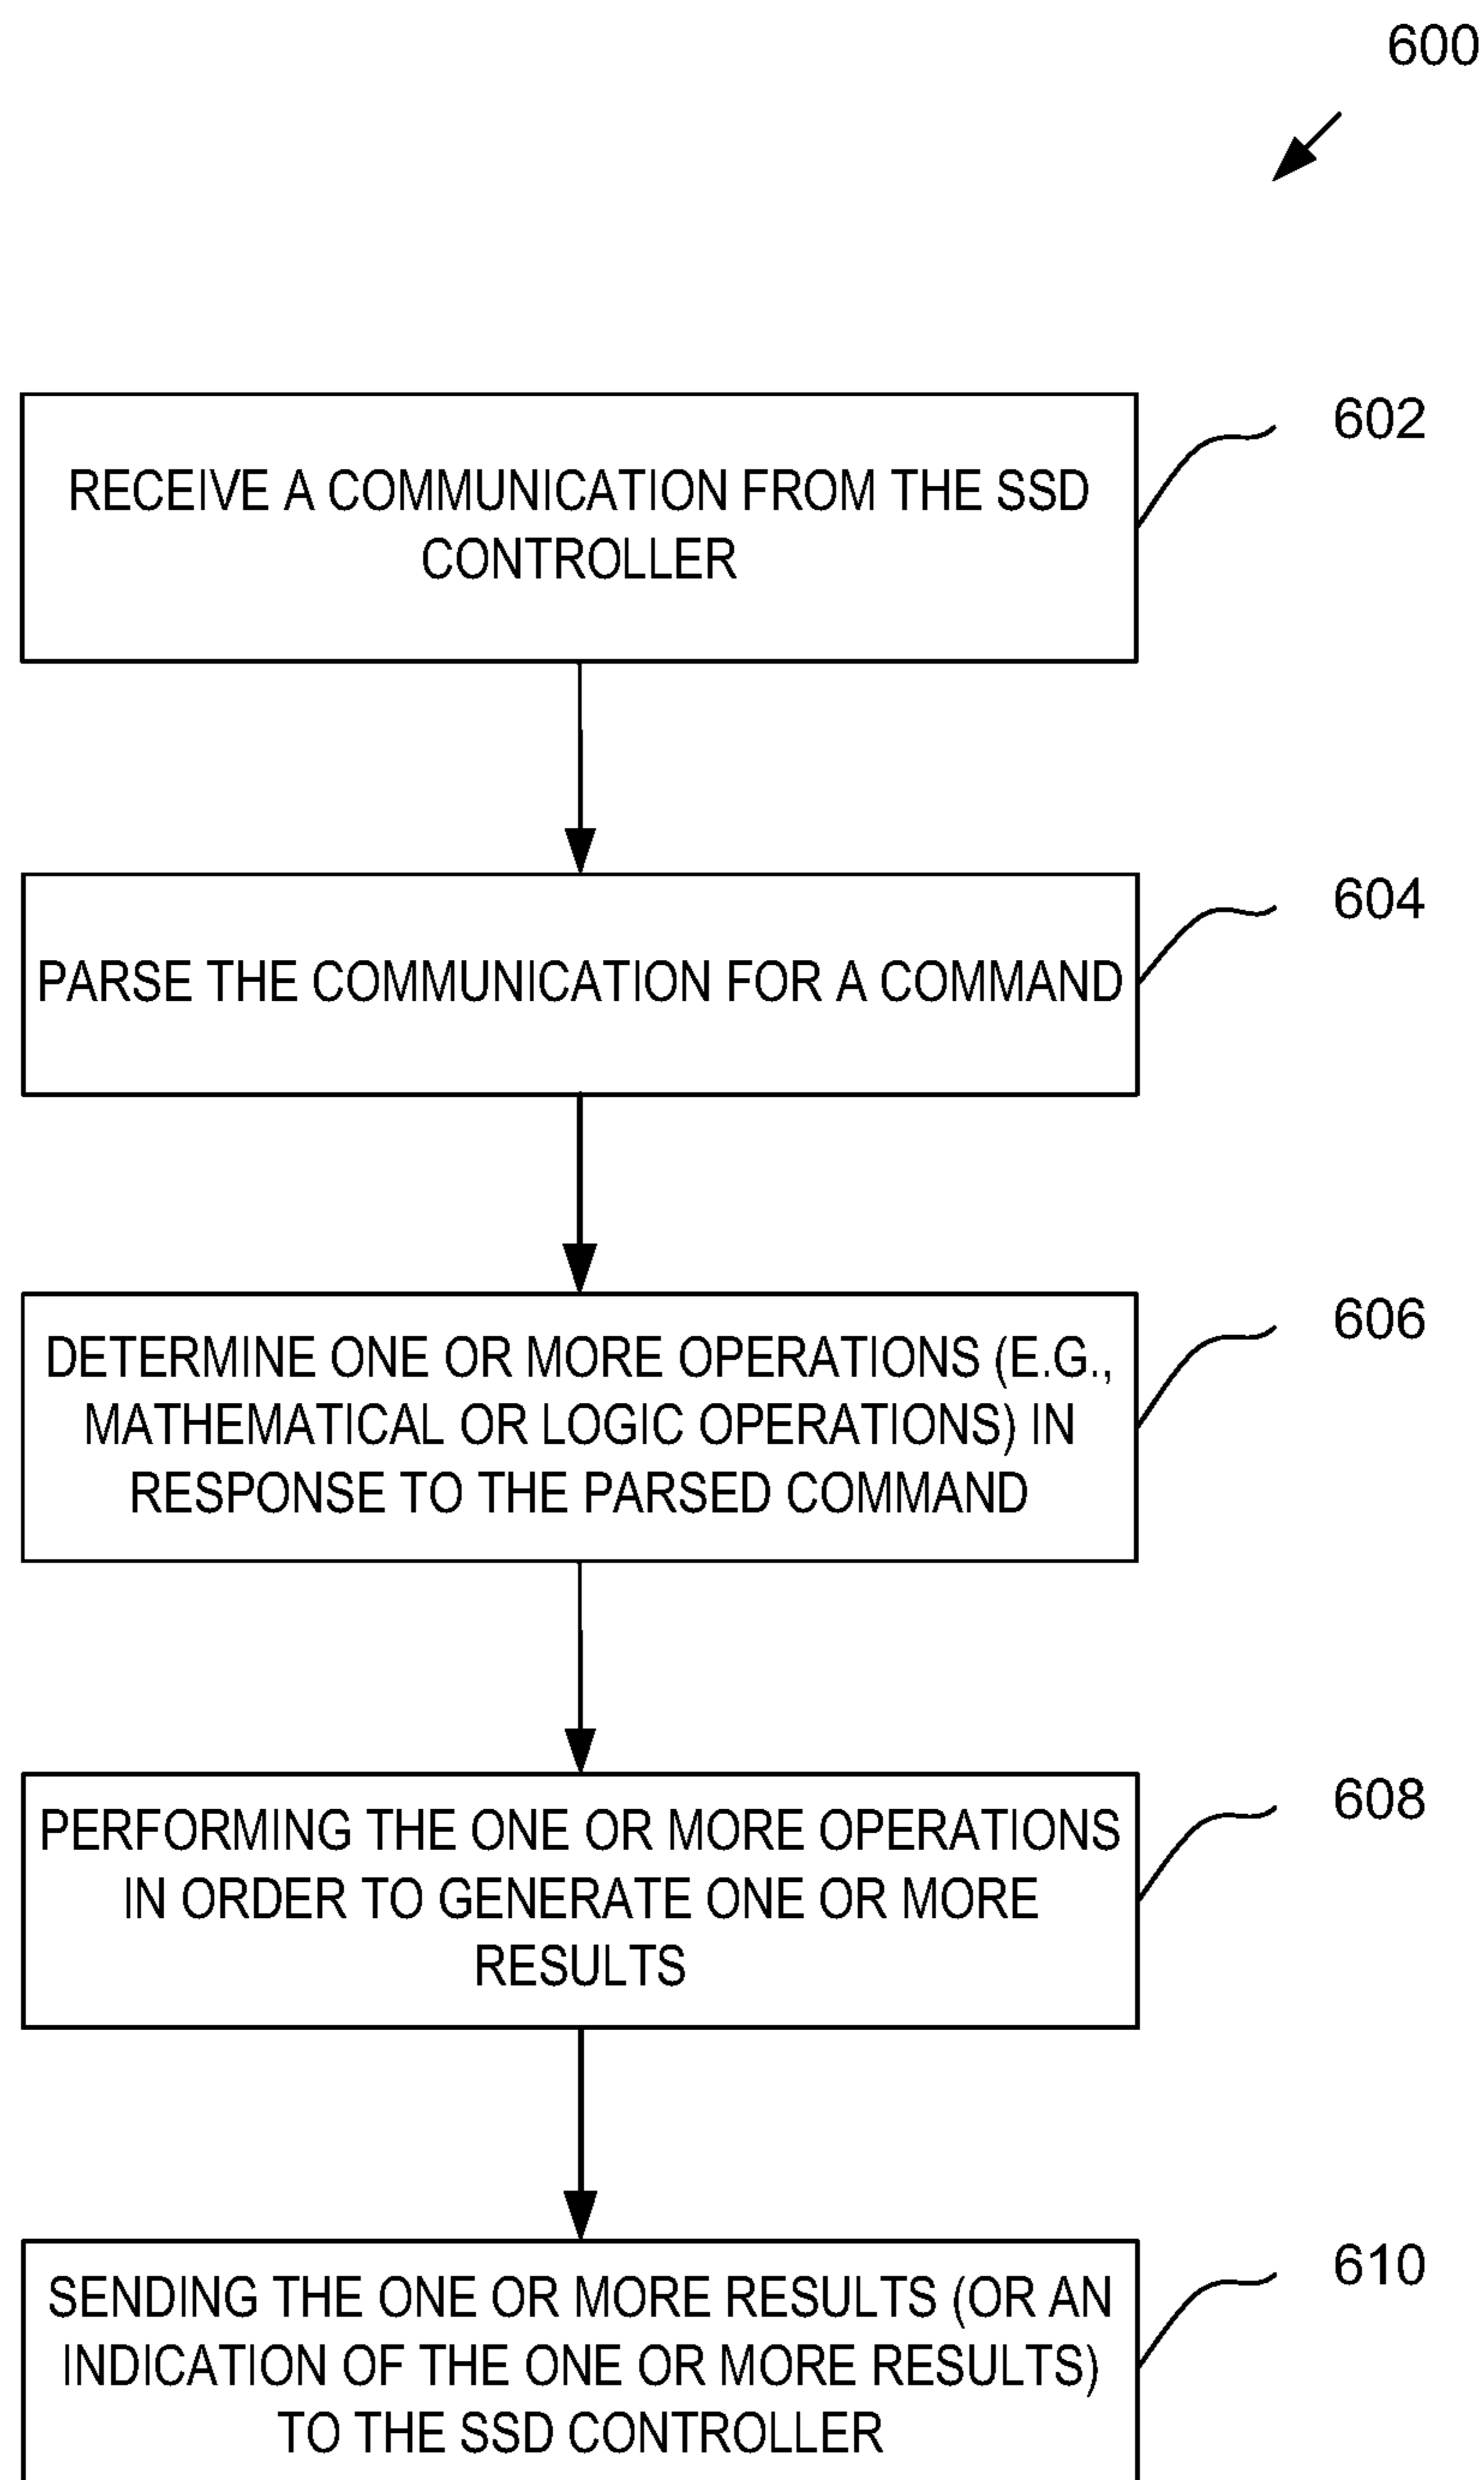 600
602
RECEIVE A COMMUNICATION FROM THE SSD
CONTROLLER
604
PARSE THE COMMUNICATION FOR A COMMAND
606
DETERMINE ONE OR MORE OPERATIONS (E.G.,
MATHEMATICAL OR LOGIC OPERATIONS) IN
RESPONSE TO THE PARSED COMMAND
608
PERFORMING THE ONE OR MORE OPERATIONS
IN ORDER TO GENERATE ONE OR MORE
RESULTS
610
SENDING THE ONE OR MORE RESULTS (OR AN
INDICATION OF THE ONE OR MORE RESULTS)
TO THE SSD CONTROLLER